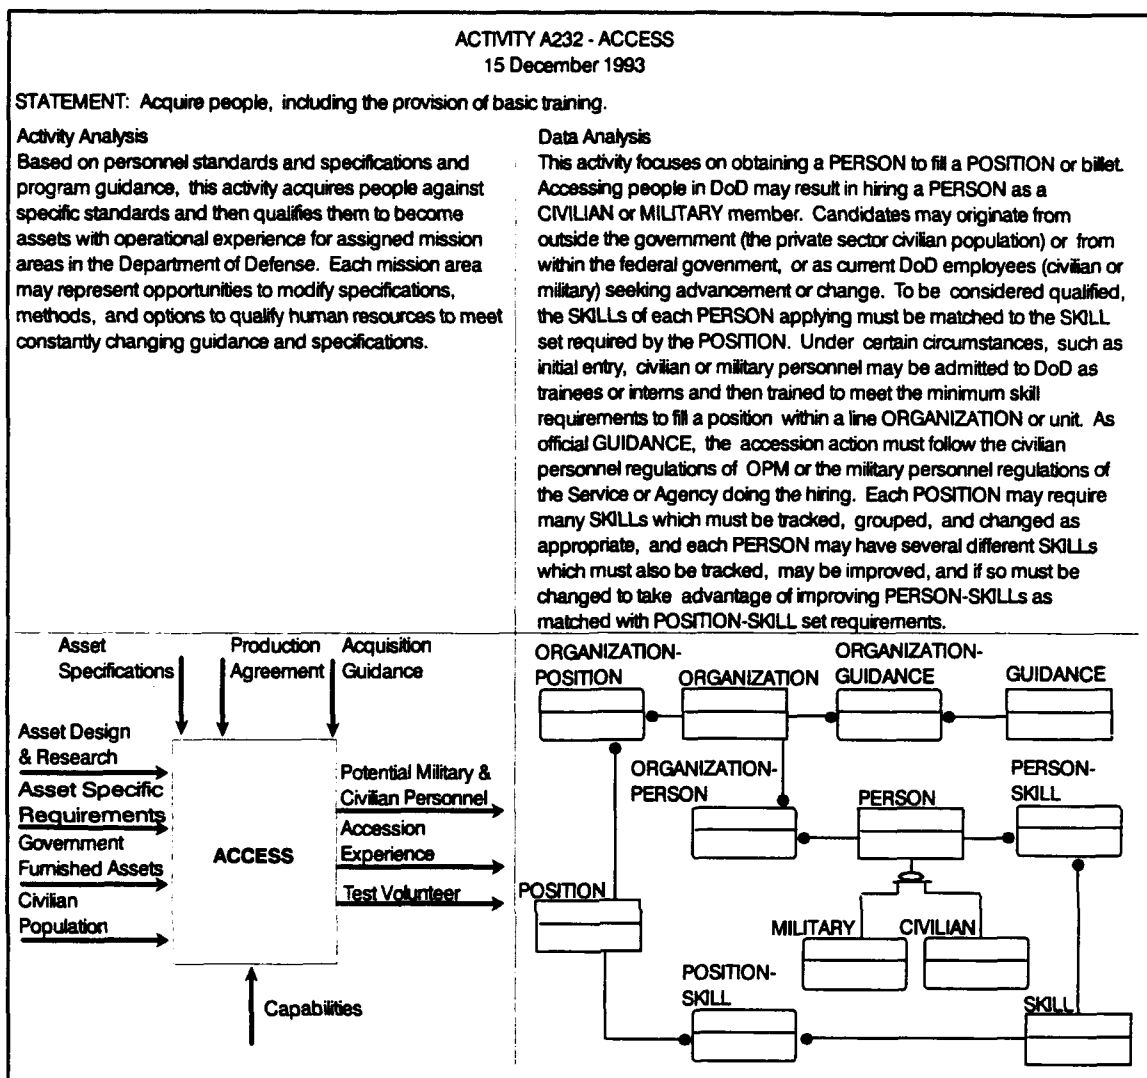 ACTIVITY A232 - ACCESS
15 December 1993
STATEMENT: Acquire people, including the provision of basic training.
Activity Analysis
Based on personnel standards and specifications and
program guidance, this activity acquires people against
specific standards and then qualifies them to become
assets with operational experience for assigned mission
areas in the Department of Defense. Each mission area
may represent opportunities to modify specifications,
methods, and options to qualify human resources to meet
constantly changing guidance and specifications.
Data Analysis
This activity focuses on obtaining a PERSON to fill a POSITION or billet.
Accessing people in DoD may result in hiring a PERSON as a
CIVILIAN or MILITARY member. Candidates may originate from
outside the government (the private sector civilian population) or from
within the federal govenment, or as current DoD employees (civilian or
military) seeking advancement or change. To be considered qualified,
the SKILLs of each PERSON applying must be matched to the SKILL
set required by the POSITION. Under certain circumstances, such as
initial entry, civilian or military personnel may be admitted to DoD as
trainees or interns and then trained to meet the minimum skill
requirements to fill a position within a line ORGANIZATION or unit. As
official GUIDANCE, the accession action must follow the civilian
personnel regulations of OPM or the military personnel regulations of
the Service or Agency doing the hiring. Each POSITION may require
many SKILLs which must be tracked, grouped, and changed as
appropriate, and each PERSON may have several different SKILLs
which must also be tracked, may be improved, and if so must be
changed to take advantage of improving PERSON-SKILLs as
matched with POSITION-SKILL set requirements.
Asset
Specifications
Production
Agreement
Acquisition
Guidance
Asset Design
& Research
Asset Specific
Requirements
Government
Furnished Assets
Civilian
Population
ACCESS
Potential Military &
Civilian Personnel
Accession
Experience
Test Volunteer
Capabilities
ORGANIZATION-
POSITION
ORGANIZATION
ORGANIZATION-
GUIDANCE
GUIDANCE
ORGANIZATION-
PERSON
PERSON
PERSON-
SKILL
POSITION
MILITARY
CIVILIAN
POSITION-
SKILL
SKILL